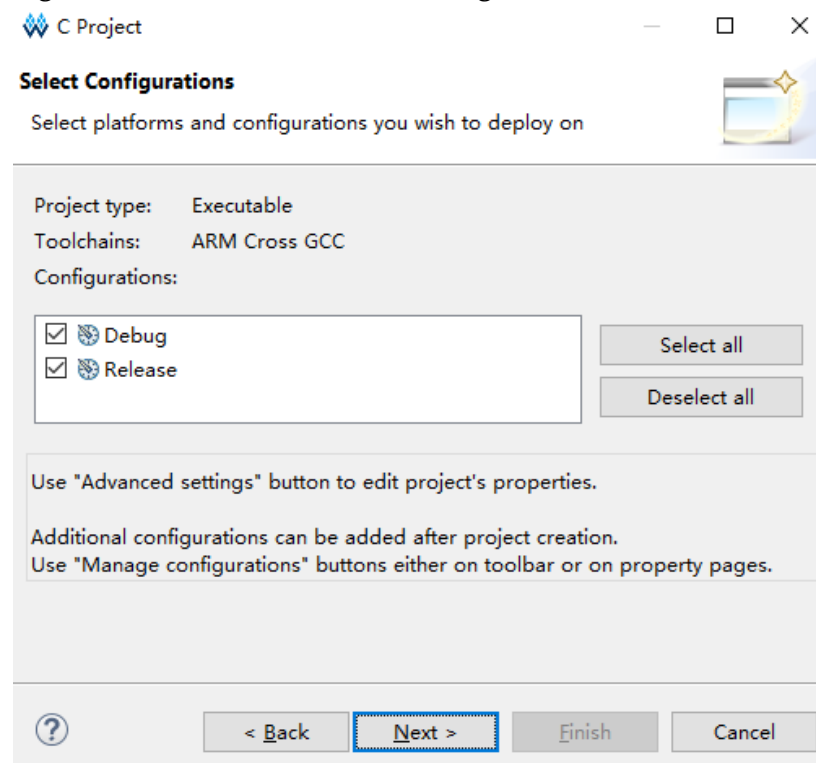 C Project
Select Configurations
Select platforms and configurations you wish to deploy on
Project type: Executable
Toolchains: ARM Cross GCC
Configurations:
Debug
Release
Select all
Deselect all
Use "Advanced settings" button to edit project's properties.
Additional configurations can be added after project creation.
Use "Manage configurations" buttons either on toolbar or on property pages.
? < Back Next > Finish Cancel